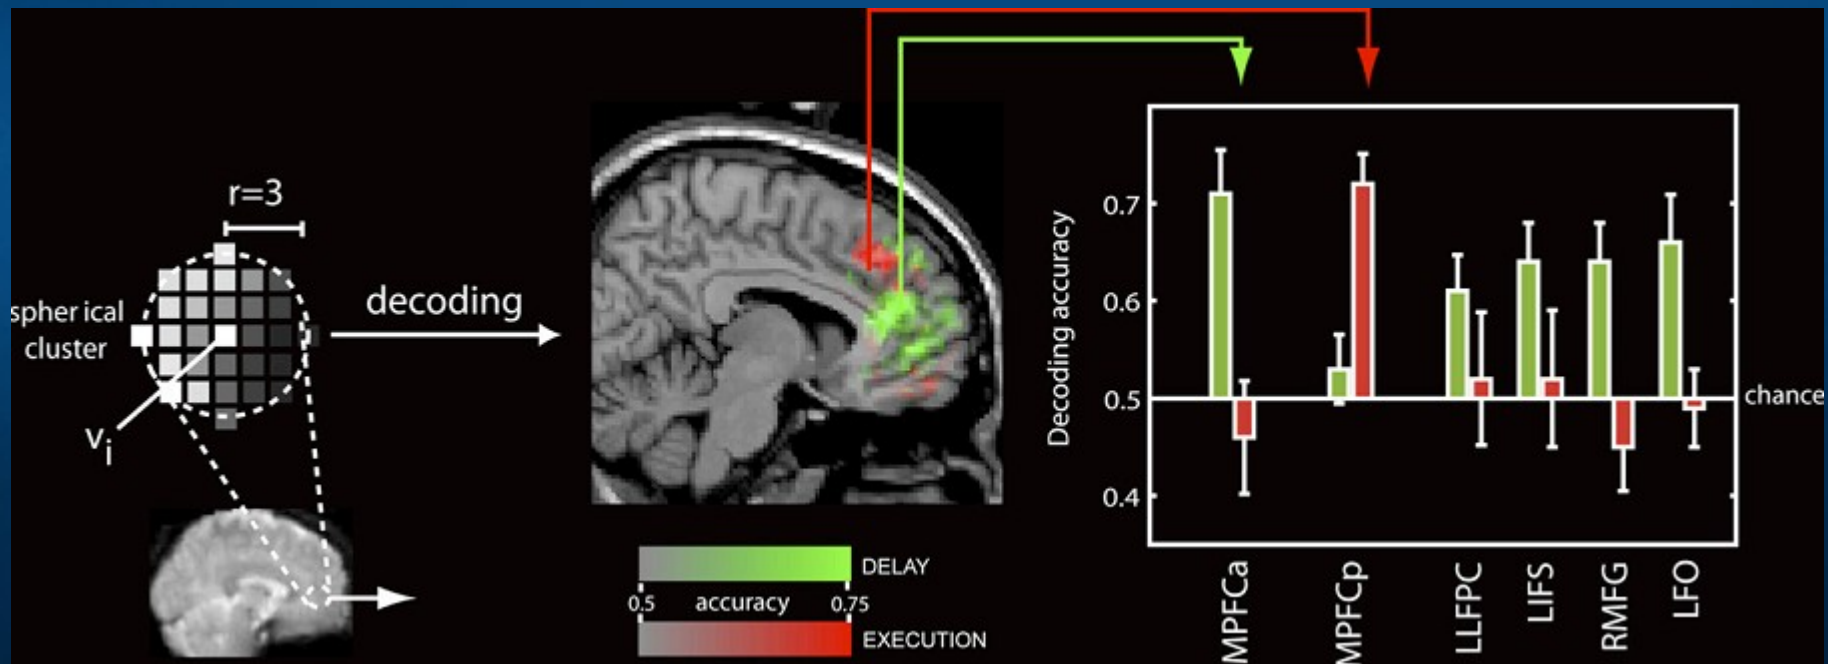 r=3
spher ical
cluster
vi
decoding
DELAY
0.5 accuracy 0.75
EXECUTION
Decoding accuracy
0.7
0.6
0.5
0.4
chance
MPFCa
MPFCp
LLFPC
LIFS
RMFG
LFO